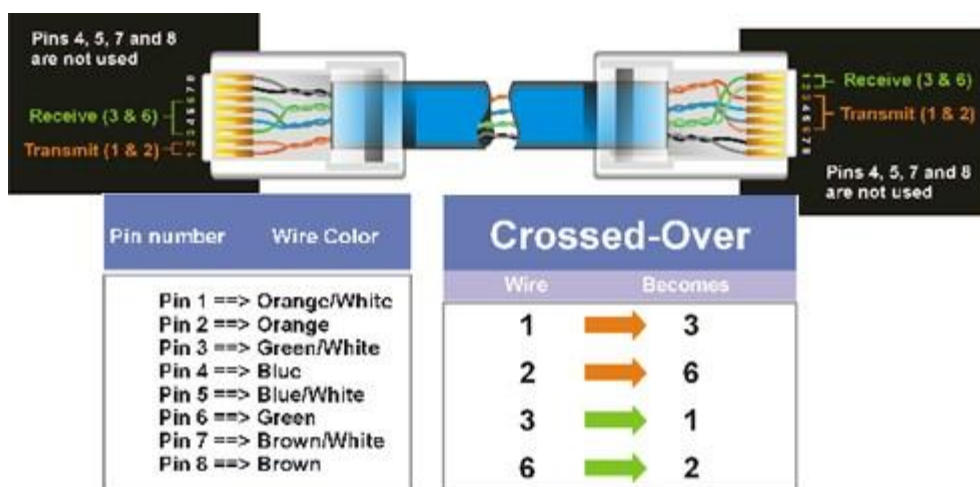 Pins 4, 5, 7 and 8
are not used
Receive (3 & 6)
Transmit (1 & 2)
Receive (3 & 6)
Transmit (1 & 2)
Pins 4, 5, 7 and 8
are not used
Pin number Wire Color
Pin 1 ==> Orange/White
Pin 2 ==> Orange
Pin 3 ==> Green/White
Pin 4 ==> Blue
Pin 5 ==> Blue/White
Pin 6 ==> Green
Pin 7 ==> Brown/White
Pin 8 ==> Brown
Crossed-Over
Wire Becomes
1 3
2 6
3 1
6 2